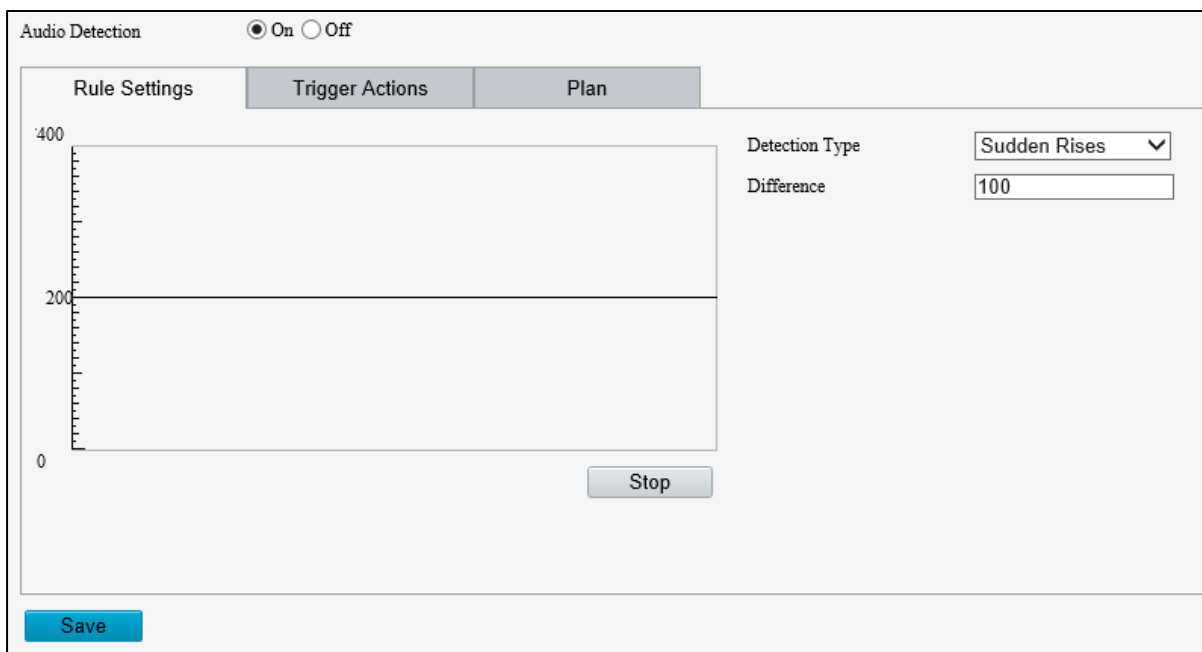 Audio Detection On Off
Rule Settings Trigger Actions Plan
400
Detection Type Sudden Rises
Difference 100
200
0
Stop
Save